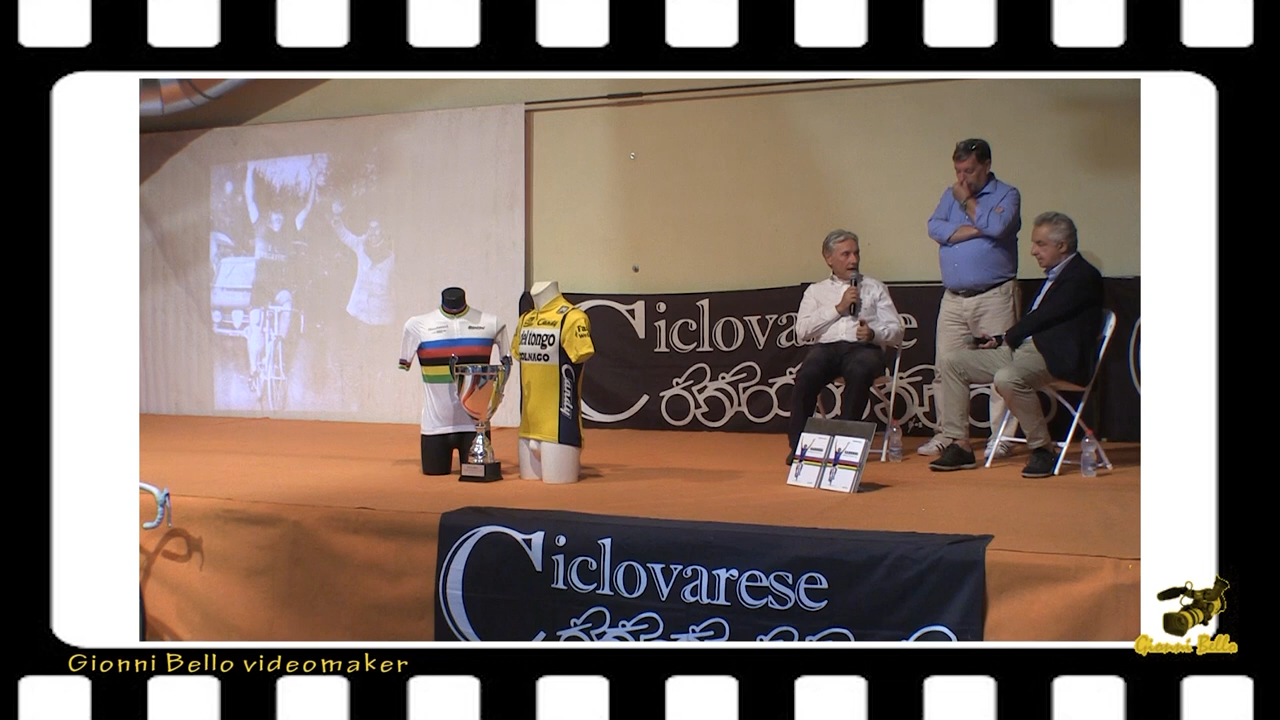 Ciclovarese
Candy
del tongo
COLNAGO
Candy
Ciclovarese
Gionni Bello videomaker
Gionni Bello